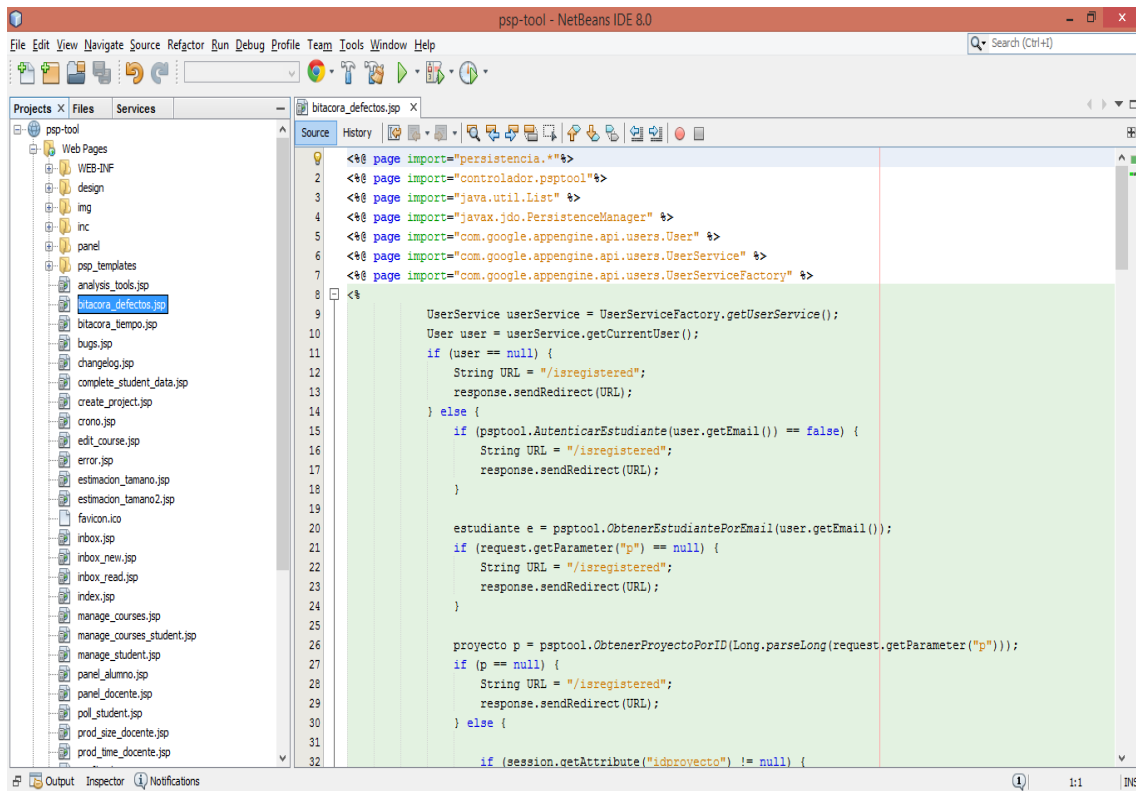 psp-tool - NetBeans IDE 8.0
File Edit View Navigate Source Refactor Run Debug Profile Team Tools Window Help
Search (Ctrl+I)
Projects Files Services
bitacora_defectos.jsp
psp-tool
Web Pages
WEB-INF
design
img
inc
panel
psp_templates
analysis_tools.jsp
bitacora_defectos.jsp
bitacora_tiempo.jsp
bugs.jsp
changelog.jsp
complete_student_data.jsp
create_project.jsp
crono.jsp
edit_course.jsp
error.jsp
estimacion_tamano.jsp
estimacion_tamano2.jsp
favicon.ico
inbox.jsp
inbox_new.jsp
inbox_read.jsp
index.jsp
manage_courses.jsp
manage_courses_student.jsp
manage_student.jsp
panel_alumno.jsp
panel_docente.jsp
poll_student.jsp
prod_size_docente.jsp
prod_time_docente.jsp
Source History
<%@ page import="persistencia.*"%>
2 <%@ page import="controlador.psptool"%>
3 <%@ page import="java.util.List" %>
4 <%@ page import="javax.jdo.PersistenceManager" %>
5 <%@ page import="com.google.appengine.api.users.User" %>
6 <%@ page import="com.google.appengine.api.users.UserService" %>
7 <%@ page import="com.google.appengine.api.users.UserServiceFactory" %>
8 <%
9 UserService userService = UserServiceFactory.getUserService();
10 User user = userService.getCurrentUser();
11 if (user == null) {
12 String URL = "/isregistered";
13 response.sendRedirect(URL);
14 } else {
15 if (psptool.AutenticarEstudiante(user.getEmail()) == false) {
16 String URL = "/isregistered";
17 response.sendRedirect(URL);
18 }
19
20 estudiante e = psptool.ObtenerEstudiantePorEmail(user.getEmail());
21 if (request.getParameter("p") == null) {
22 String URL = "/isregistered";
23 response.sendRedirect(URL);
24 }
25
26 proyecto p = psptool.ObtenerProyectoPorID(Long.parseLong(request.getParameter("p")));
27 if (p == null) {
28 String URL = "/isregistered";
29 response.sendRedirect(URL);
30 } else {
31
32 if (session.getAttribute("idproyecto") != null) {
Output Inspector Notifications
1 1:1 INS